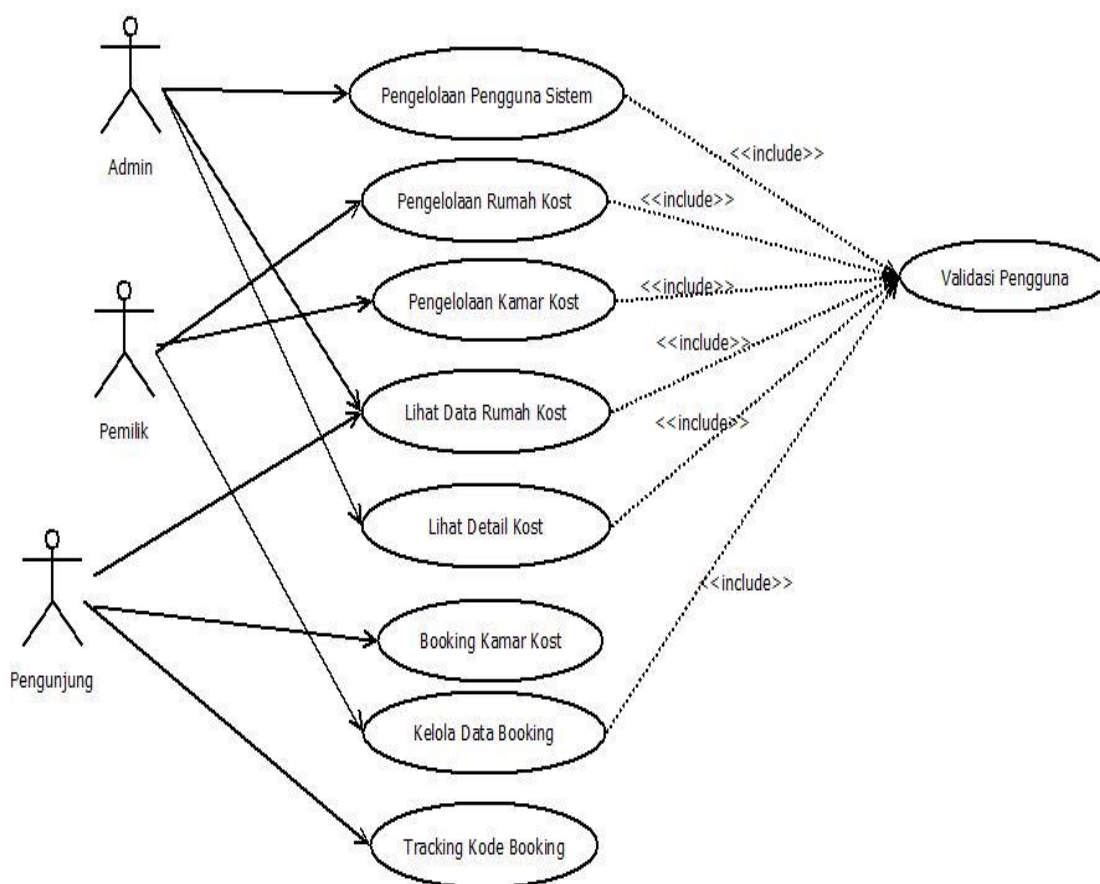 Pengelolaan Pengguna Sistem
Admin
<<include>>
Pengelolaan Rumah Kost
<<include>>
Validasi Pengguna
Pengelolaan Kamar Kost
<<include>>
<<include>>
Pemilik
Lihat Data Rumah Kost
<<include>>
Lihat Detail Kost
<<include>>
Booking Kamar Kost
Pengunjung
Kelola Data Booking
Tracking Kode Booking